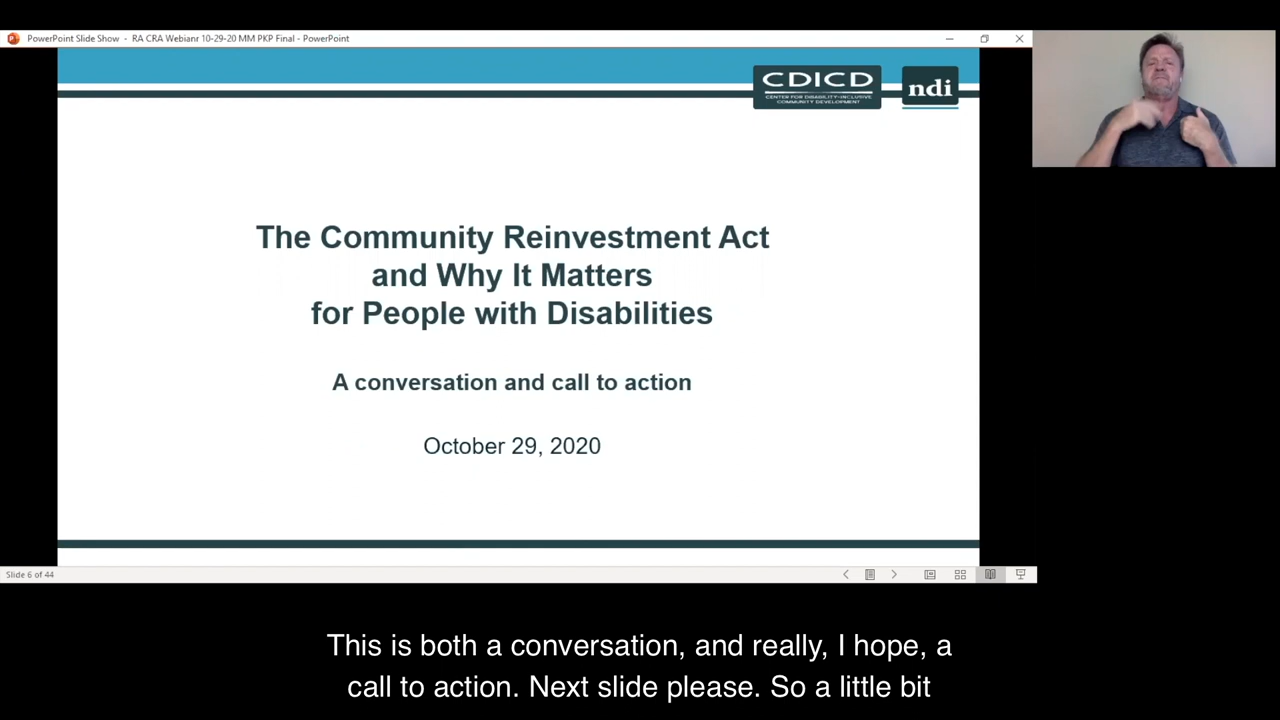 PowerPoint Slide Show - RA CRA Webianr 10-29-20 MM PKP Final - PowerPoint
CDICD
CENTER FOR DISABILITY-INCLUSIVE
COMMUNITY DEVELOPMENT
ndi
The Community Reinvestment Act
and Why It Matters
for People with Disabilities
A conversation and call to action
October 29, 2020
Slide 6 of 44
This is both a conversation, and really, I hope, a
call to action. Next slide please. So a little bit